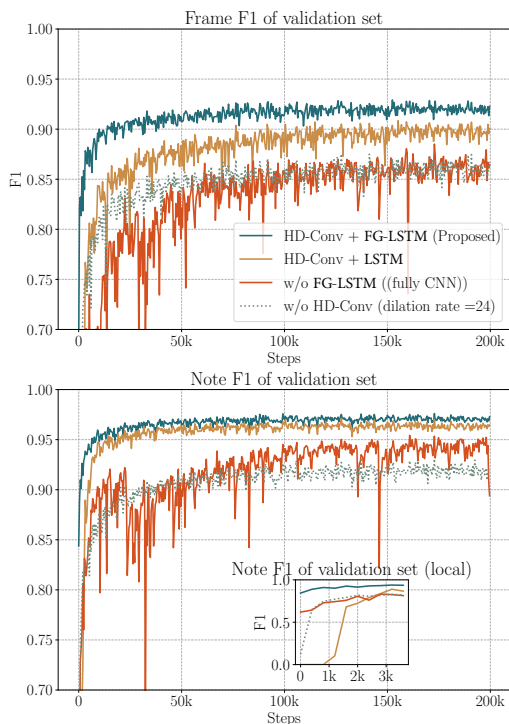 Frame F1 of validation set
1.00
0.95
0.90
0.85
0.80
0.75
0.70
F1
HD-Conv + FG-LSTM (Proposed)
HD-Conv + LSTM
w/o FG-LSTM ((fully CNN))
w/o HD-Conv (dilation rate =24)
0 50k 100k 150k 200k
Steps
Note F1 of validation set
1.00
0.95
0.90
0.85
0.80
0.75
0.70
Note F1 of validation set (local)
1.0
0.5
0.0
F1
0 1k 2k 3k
0 50k 100k 150k 200k
Steps